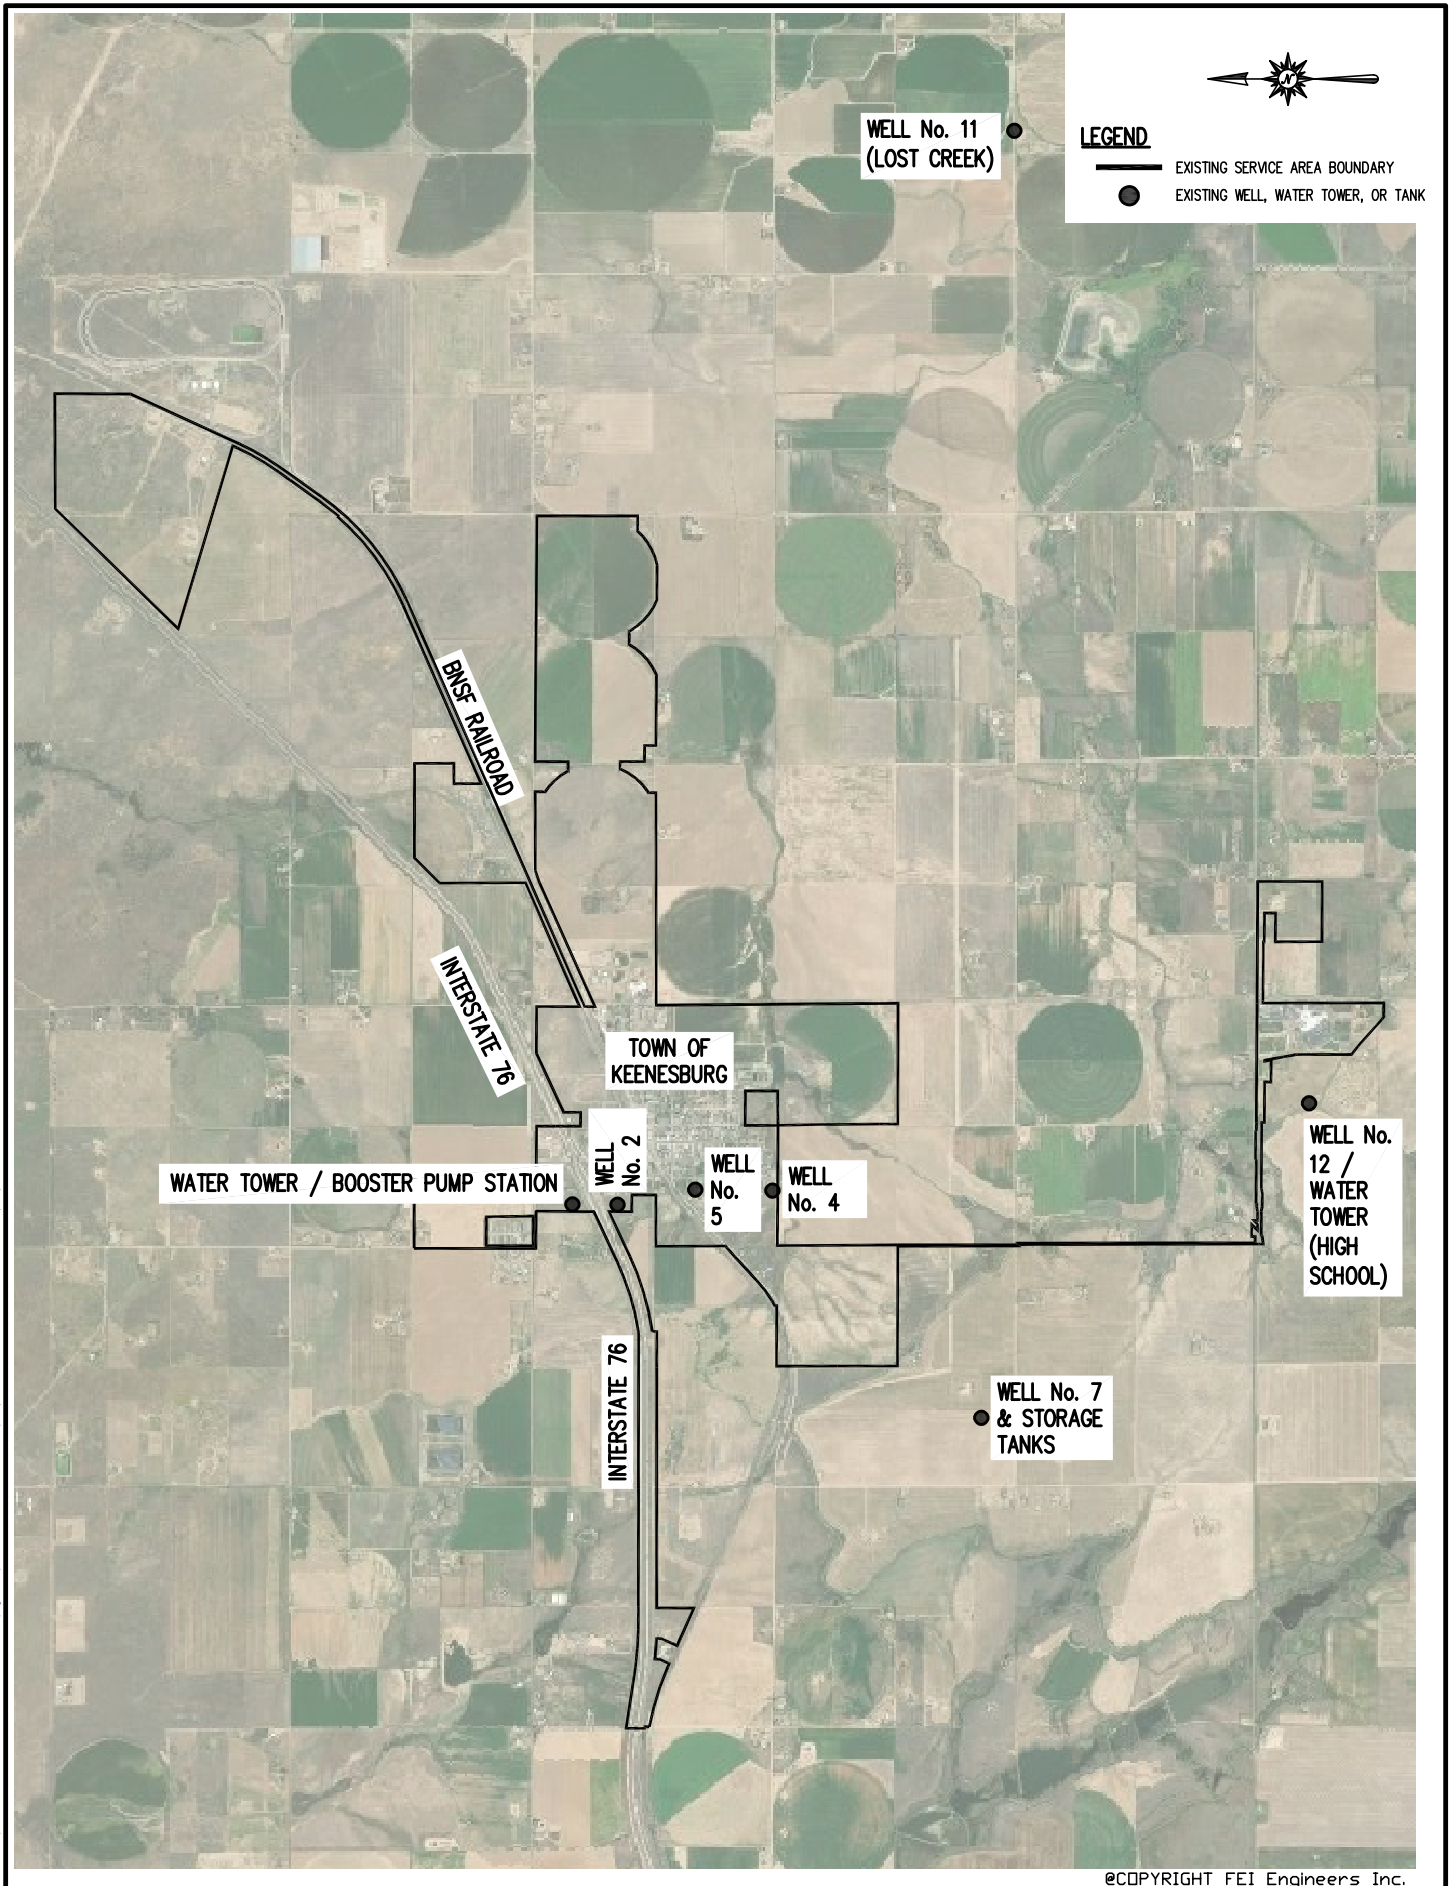 N
WELL No. 11
(LOST CREEK)
LEGEND
EXISTING SERVICE AREA BOUNDARY
EXISTING WELL, WATER TOWER, OR TANK
BNSF RAILROAD
INTERSTATE 76
TOWN OF
KEENESBURG
WATER TOWER / BOOSTER PUMP STATION
WELL
No. 2
WELL
No.
5
WELL
No. 4
WELL No.
12 /
WATER
TOWER
(HIGH
SCHOOL)
INTERSTATE 76
WELL No. 7
& STORAGE
TANKS
©COPYRIGHT FEI Engineers Inc.